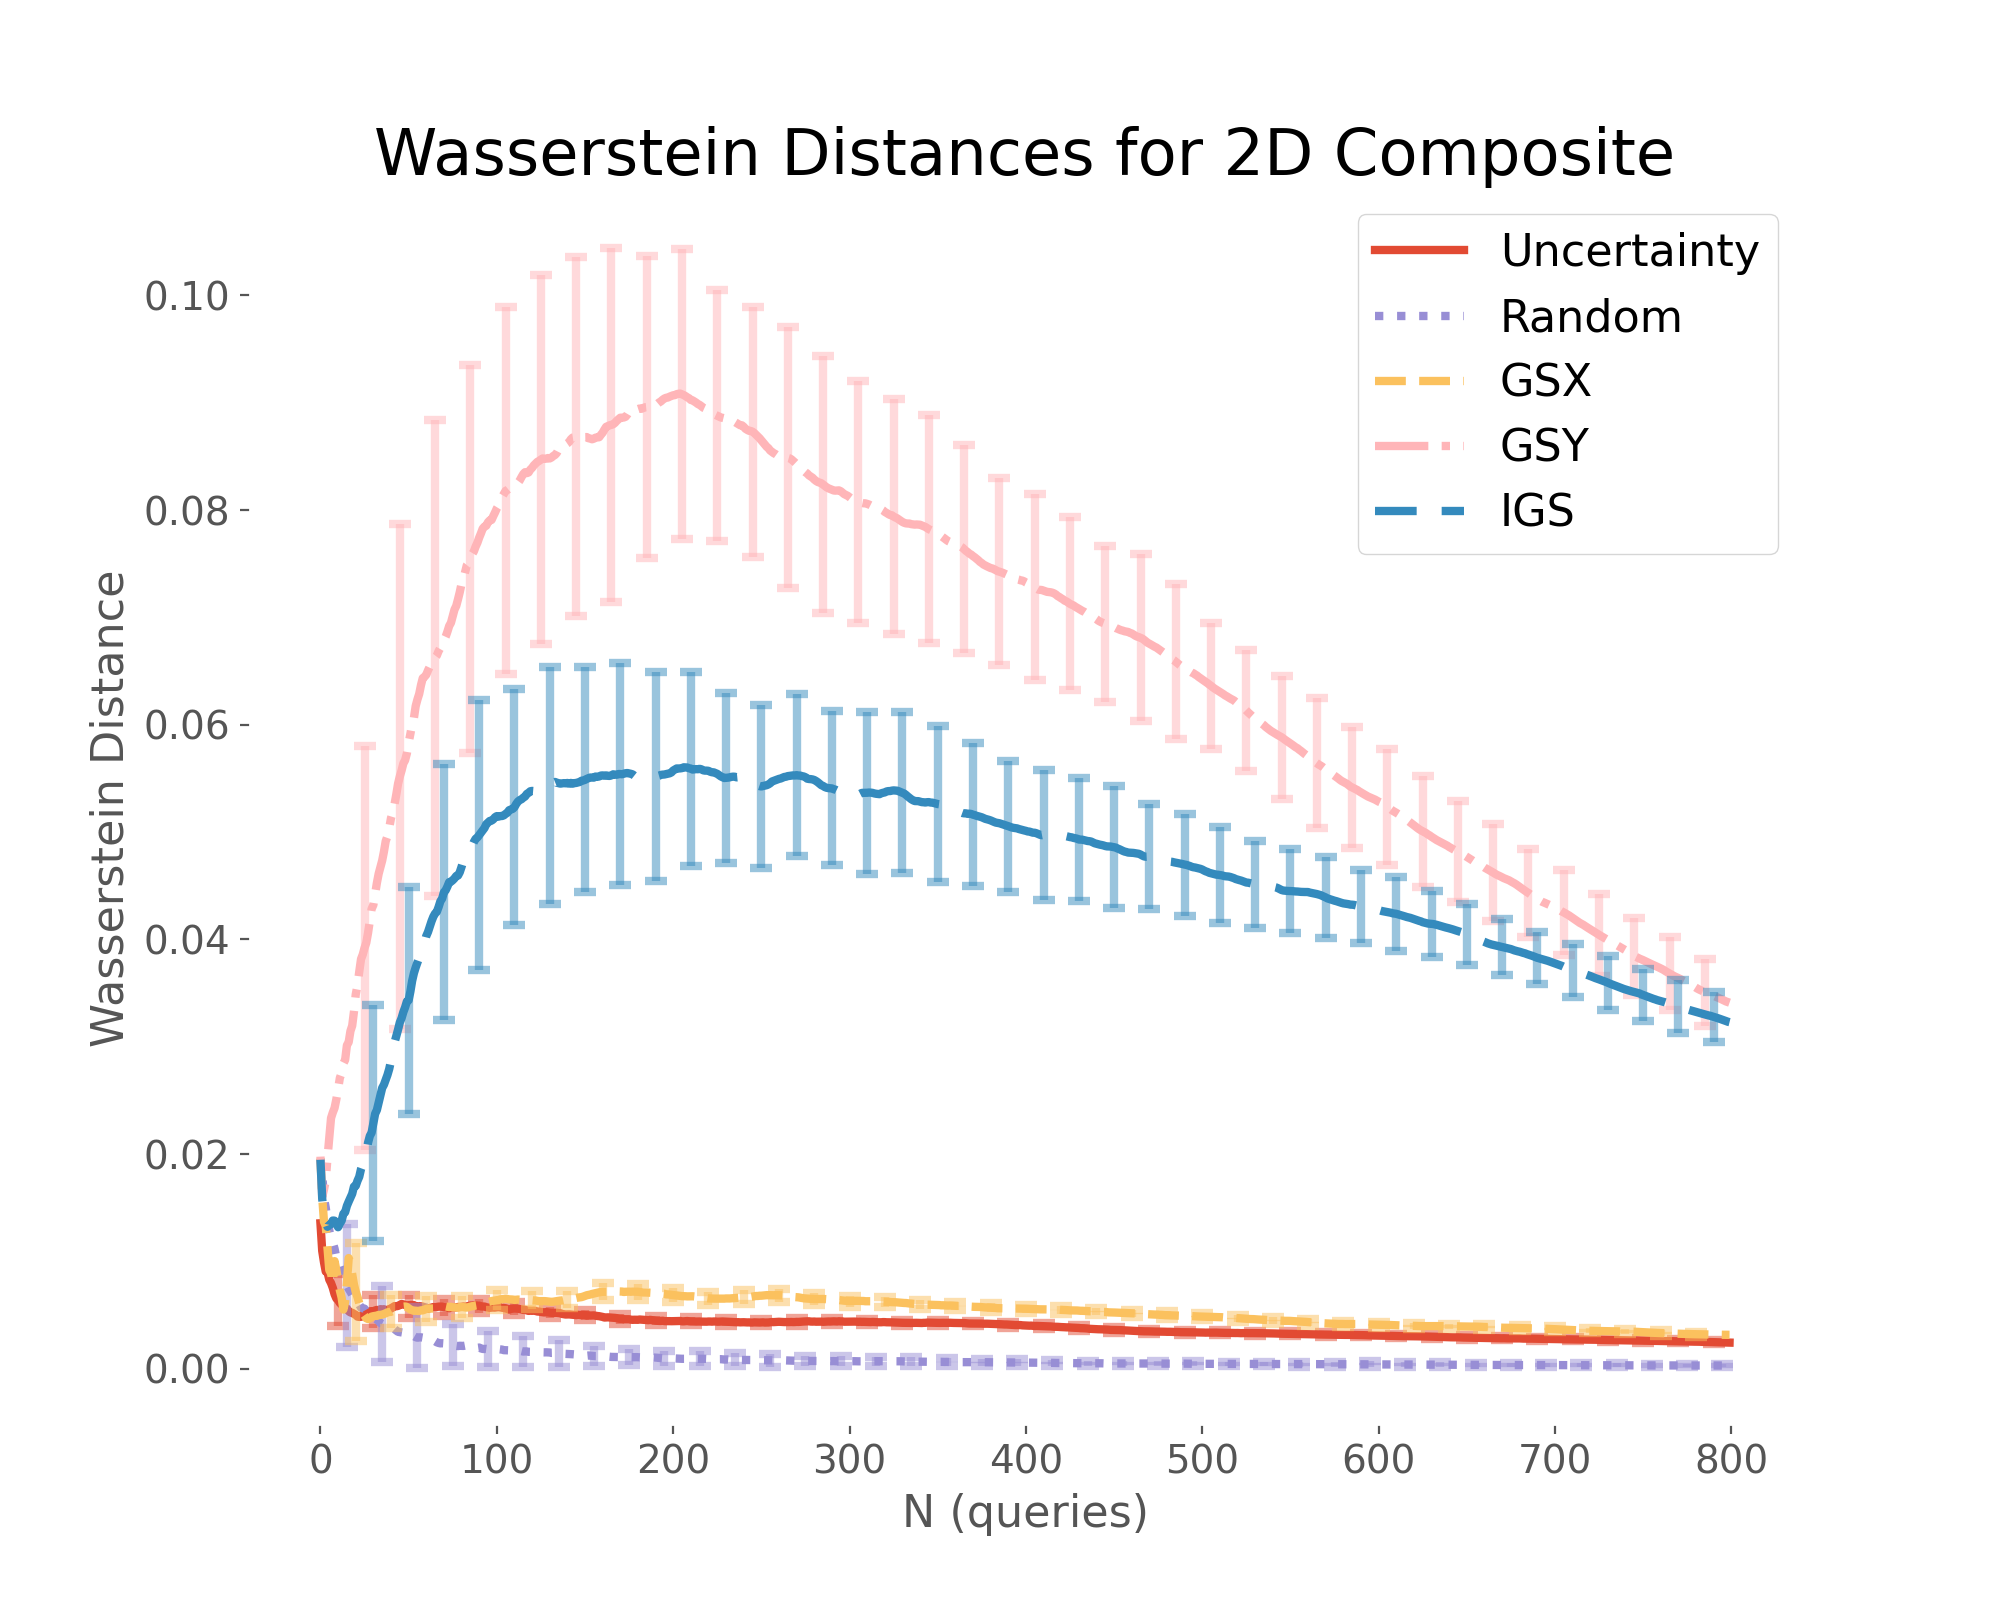 Wasserstein Distances for 2D Composite
Uncertainty
Random
GSX
GSY
IGS
0.10
0.08
0.06
0.04
0.02
0.00
Wasserstein Distance
0 100 200 300 400 500 600 700 800
N (queries)